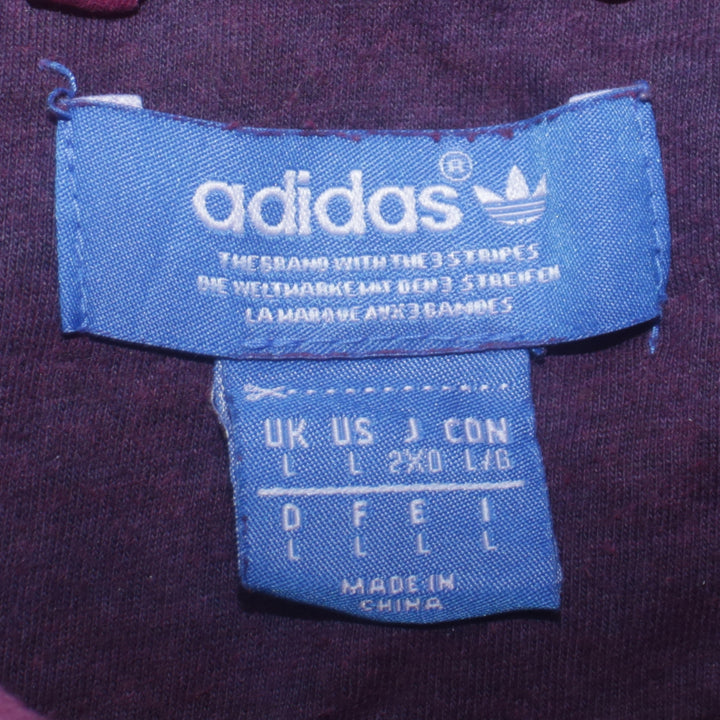 adidas®
THE BRAND WITH THE 3 STRIPES
DIE WELTMARKE MIT DEN 3 STREIFEN
LA MARQUE AUX 3 BANDES
UK US J CDN
L L 2XO L/G
D F E I
L L L L
MADE IN
CHINA